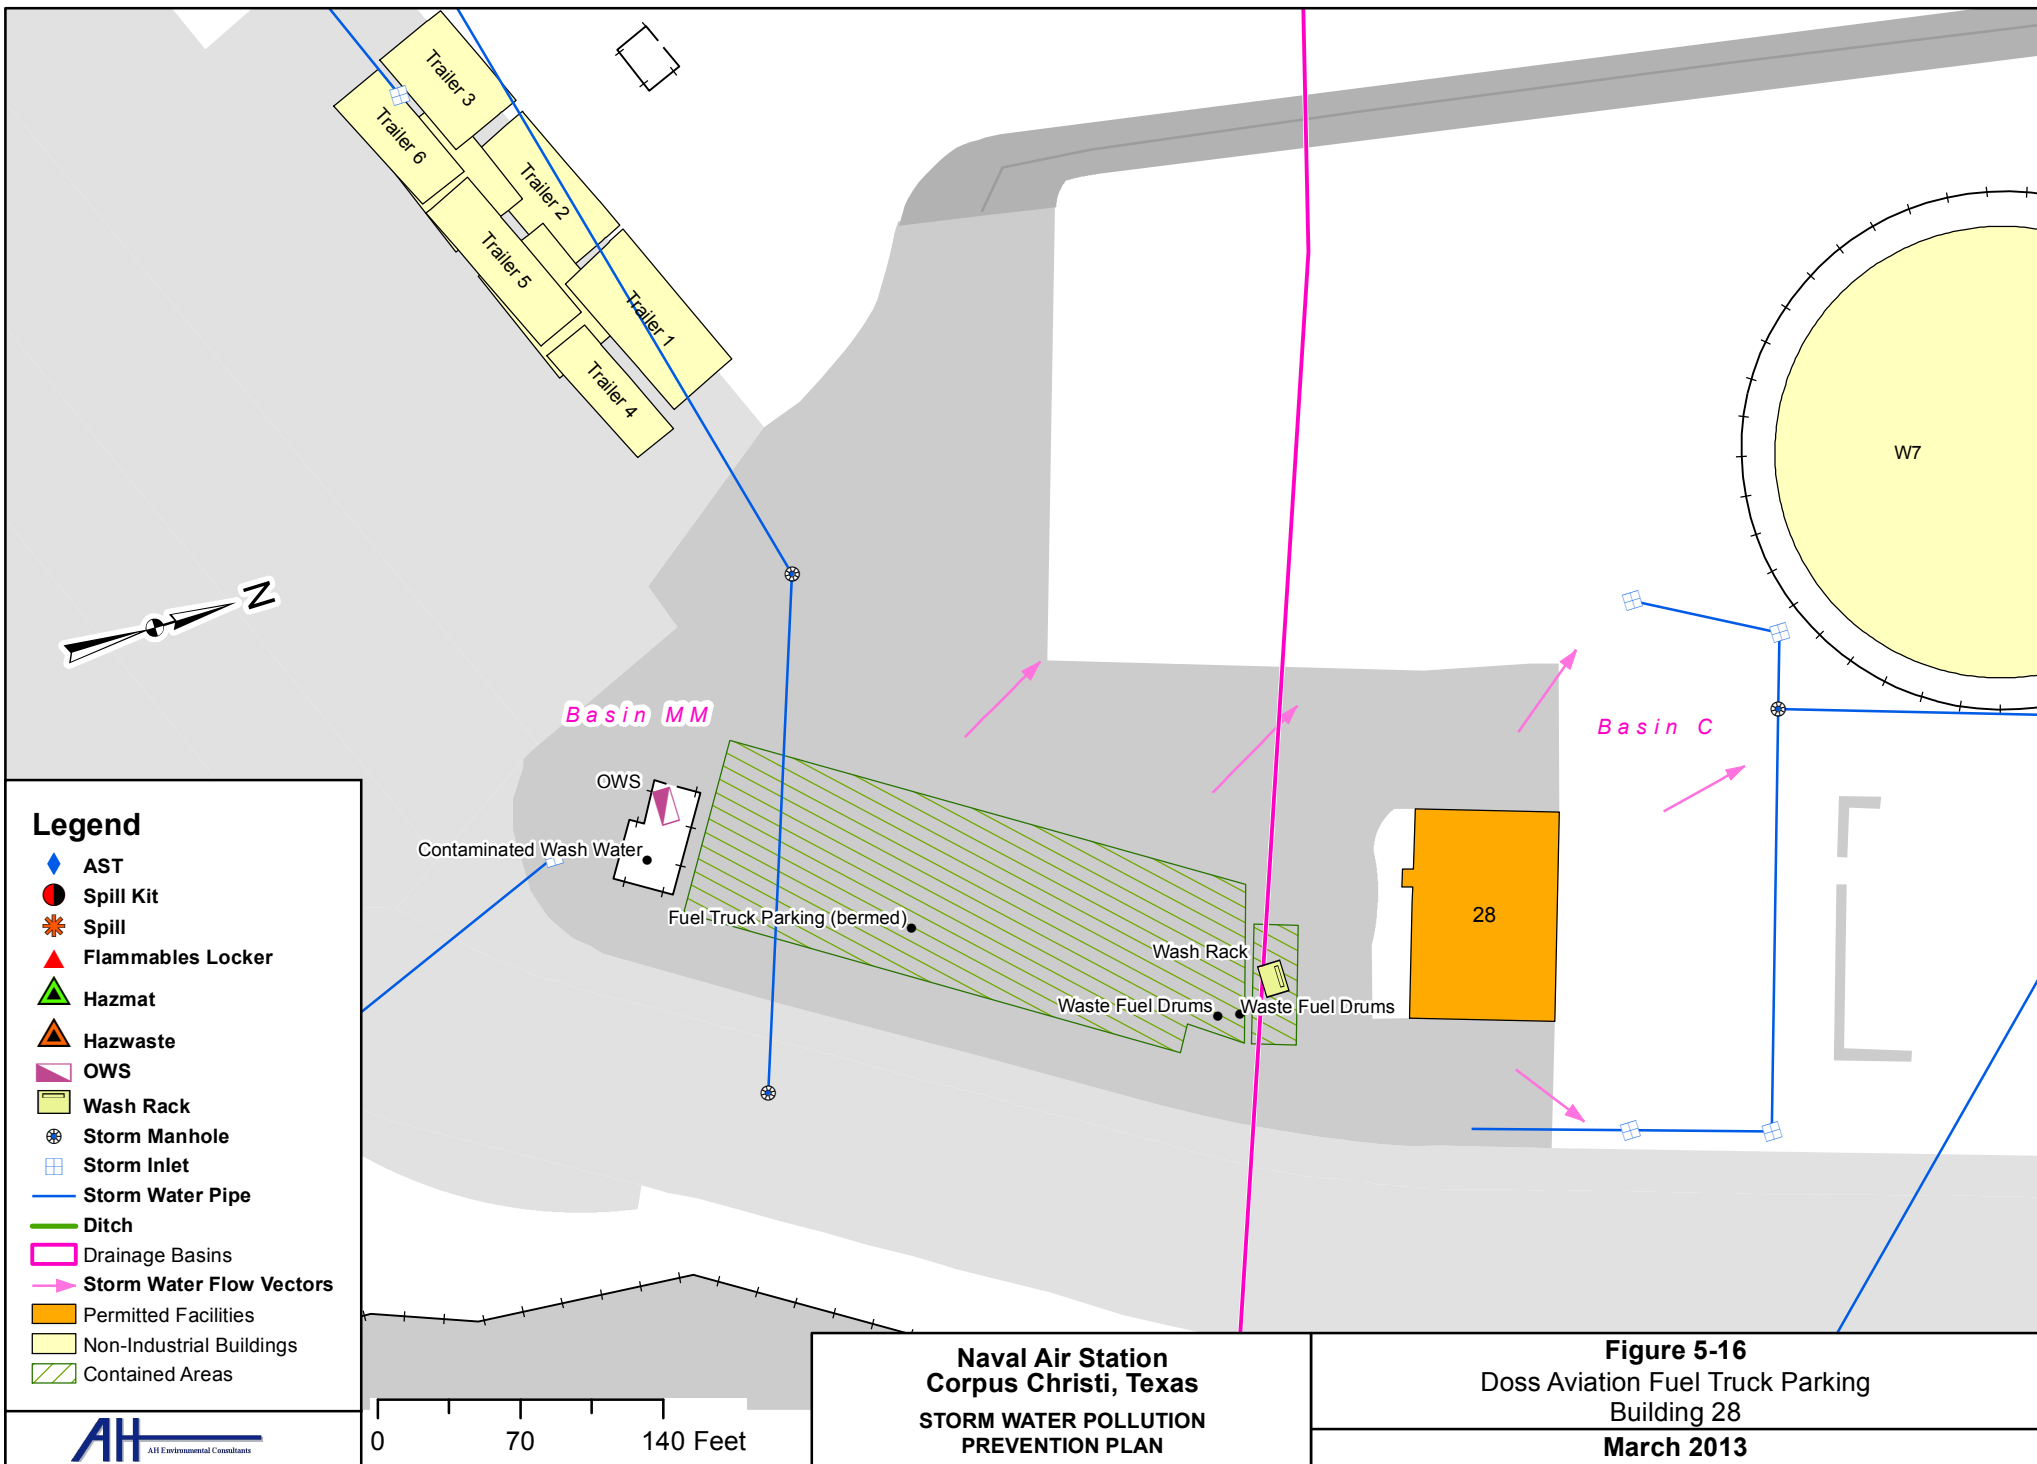 Trailer 3
Trailer 6
Trailer 2
Trailer 5
Trailer 1
Trailer 4
W7
N
Basin MM
Basin C
OWS
Contaminated Wash Water
Fuel Truck Parking (bermed)
Wash Rack
Waste Fuel Drums
Waste Fuel Drums
28
Legend
AST
Spill Kit
Spill
Flammables Locker
Hazmat
Hazwaste
OWS
Wash Rack
Storm Manhole
Storm Inlet
Storm Water Pipe
Ditch
Drainage Basins
Storm Water Flow Vectors
Permitted Facilities
Non-Industrial Buildings
Contained Areas
AH AH Environmental Consultants
0 70 140 Feet
Naval Air Station
Corpus Christi, Texas
STORM WATER POLLUTION
PREVENTION PLAN
Figure 5-16
Doss Aviation Fuel Truck Parking
Building 28
March 2013